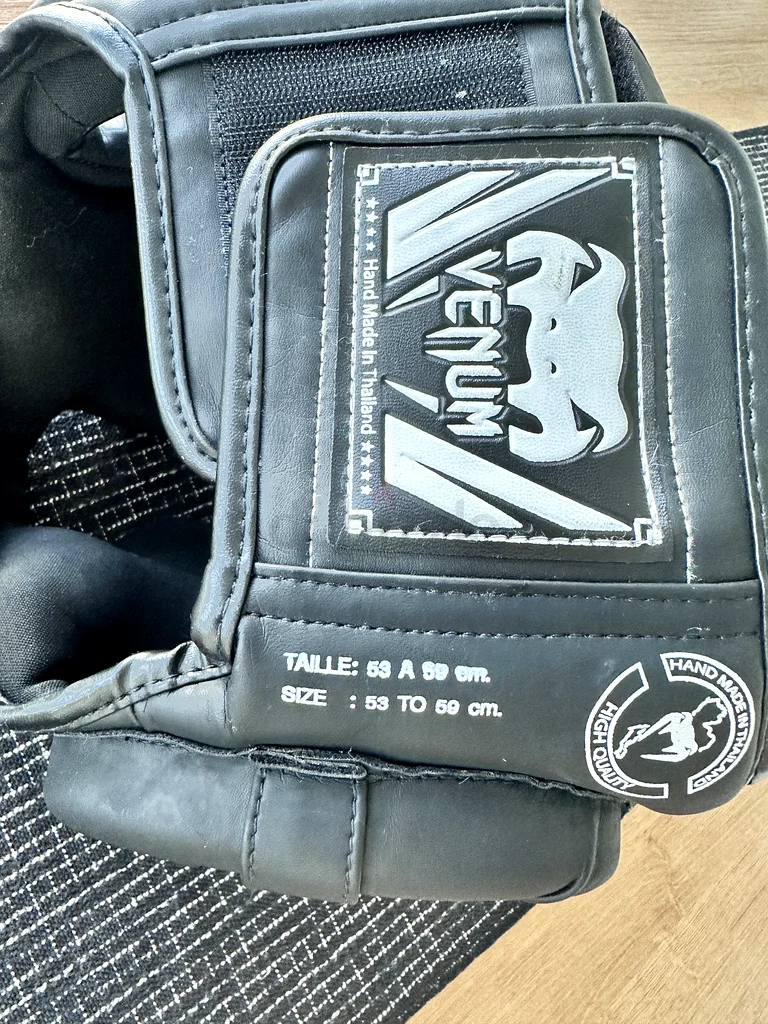 VENUM
★★★★ Hand Made In Thailand ★★★★★
TAILLE: 53 A 59 cm.
SIZE : 53 TO 59 cm.
HAND MADE IN THAILAND
HIGH QUALITY